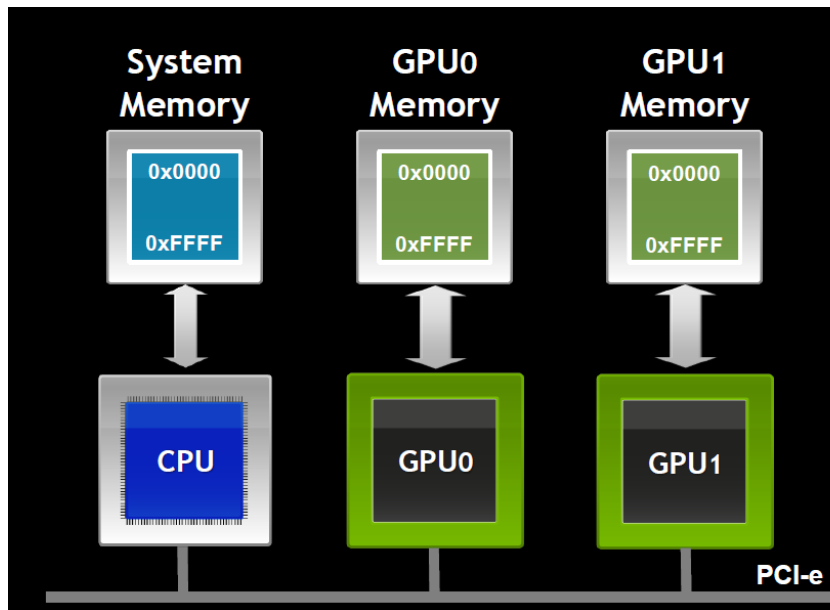 System
Memory
GPU0
Memory
GPU1
Memory
0x0000
0xFFFF
0x0000
0xFFFF
0x0000
0xFFFF
CPU
GPU0
GPU1
PCI-e